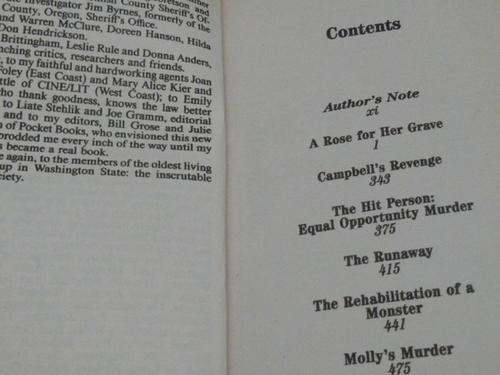 County Sheriff's Of-
te investigator Jim Byrnes, formerly of the
County, Oregon, Sheriff's Office.
and Warren McClure, Doreen Hanson, Hilda
Don Hendrickson.
Brittingham, Leslie Rule and Donna Anders,
nching critics, researchers and friends.
, to my faithful and hardworking agents Joan
Foley (East Coast) and Mary Alice Kier and
ttle of CINE/LIT (West Coast); to Emily
who thank goodness, knows the law better
to Liate Stehlik and Joe Gramm, editorial
and to my editors, Bill Grose and Julie
n of Pocket Books, who envisioned this new
prodded me every inch of the way until my
s became a real book.
e again, to the members of the oldest living
up in Washington State: the inscrutable
ciety.
Contents
Author's Note
xi
A Rose for Her Grave
1
Campbell's Revenge
343
The Hit Person:
Equal Opportunity Murder
375
The Runaway
415
The Rehabilitation of a
Monster
441
Molly's Murder
475